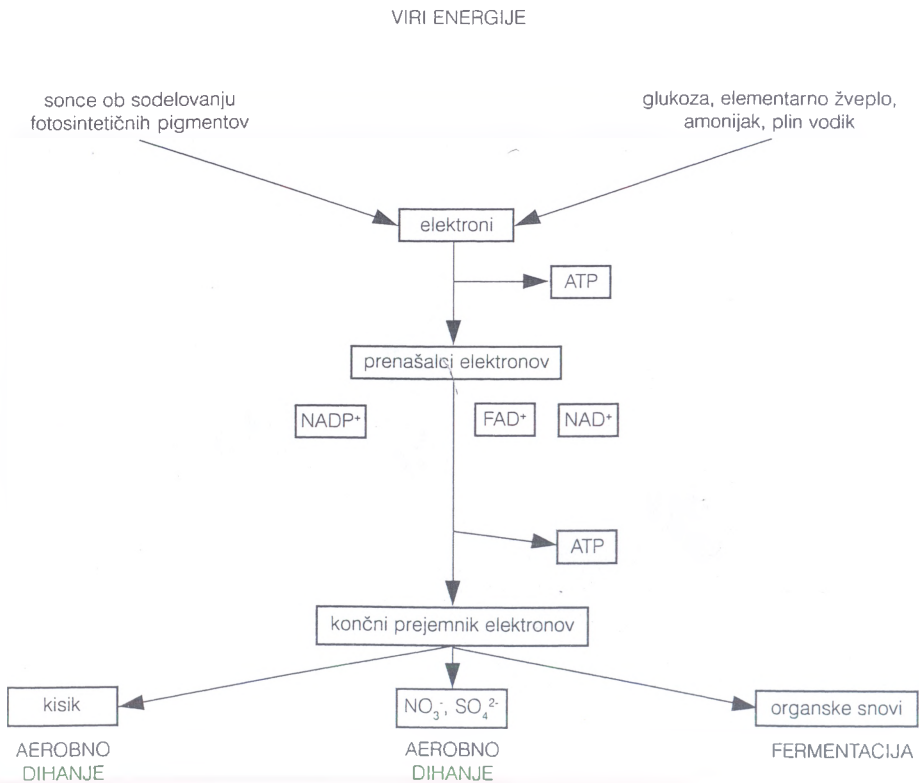 VIRI ENERGIJE
sonce ob sodelovanju
fotosintetičnih pigmentov
glukoza, elementarno žveplo,
amonijak, plin vodik
elektroni
ATP
prenašalci elektronov
NADP⁺
FAD⁺
NAD⁺
ATP
končni prejemnik elektronov
kisik
NO₃⁻, SO₄²⁻
organske snovi
AEROBNO
DIHANJE
AEROBNO
DIHANJE
FERMENTACIJA